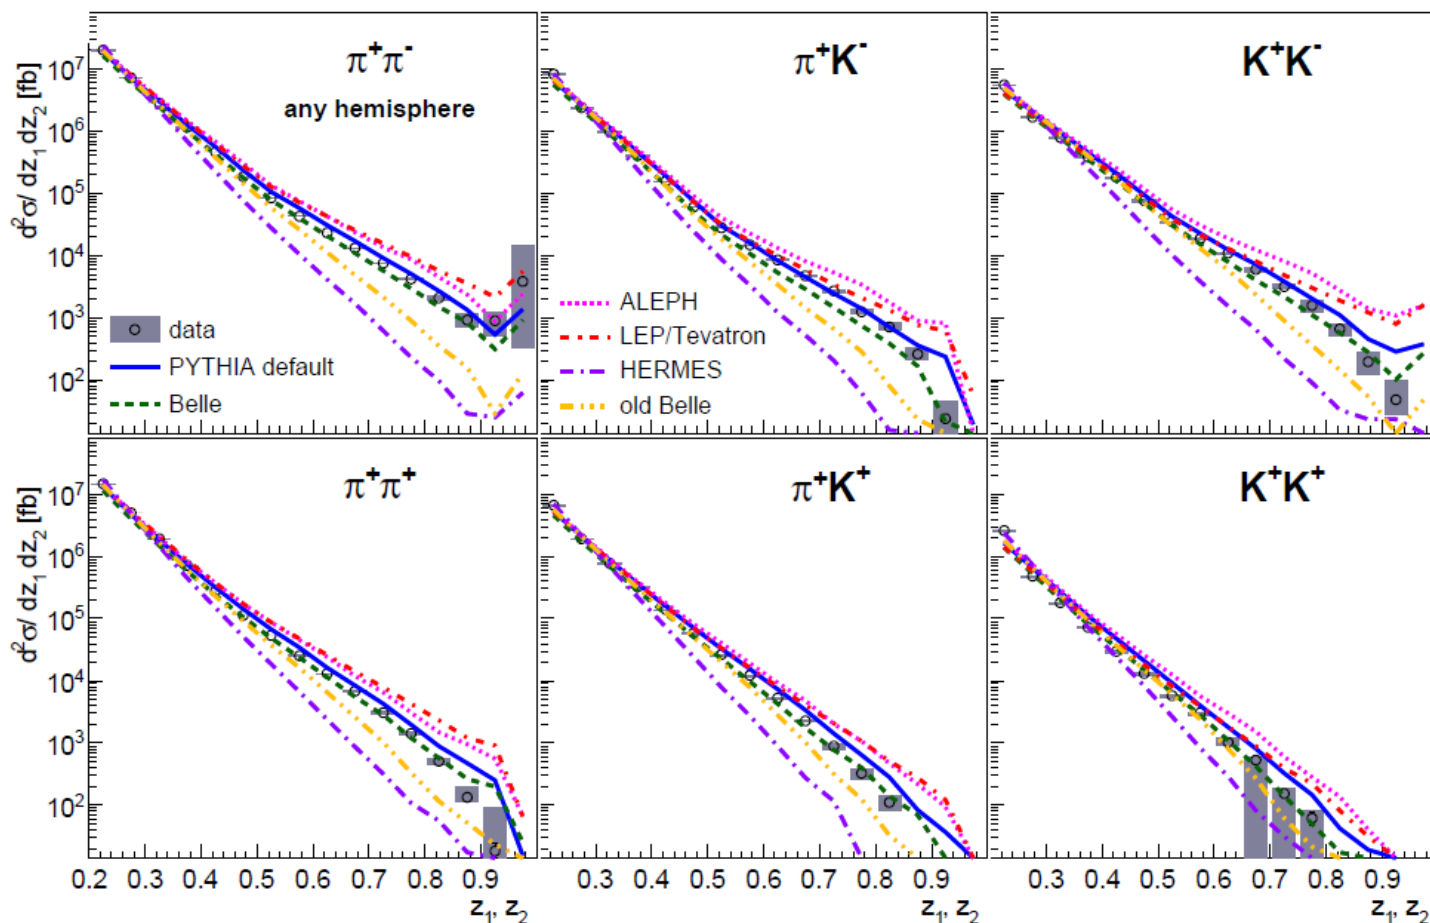 π⁺π⁻
any hemisphere
π⁺K⁻
K⁺K⁻
d²σ/ dz₁ dz₂ [fb]
10⁷
10⁶
10⁵
10⁴
10³
10²
data
PYTHIA default
Belle
ALEPH
LEP/Tevatron
HERMES
old Belle
π⁺π⁺
π⁺K⁺
K⁺K⁺
d²σ/ dz₁ dz₂ [fb]
10⁷
10⁶
10⁵
10⁴
10³
10²
0.2 0.3 0.4 0.5 0.6 0.7 0.8 0.9
0.3 0.4 0.5 0.6 0.7 0.8 0.9
0.3 0.4 0.5 0.6 0.7 0.8 0.9
z₁, z₂
z₁, z₂
z₁, z₂